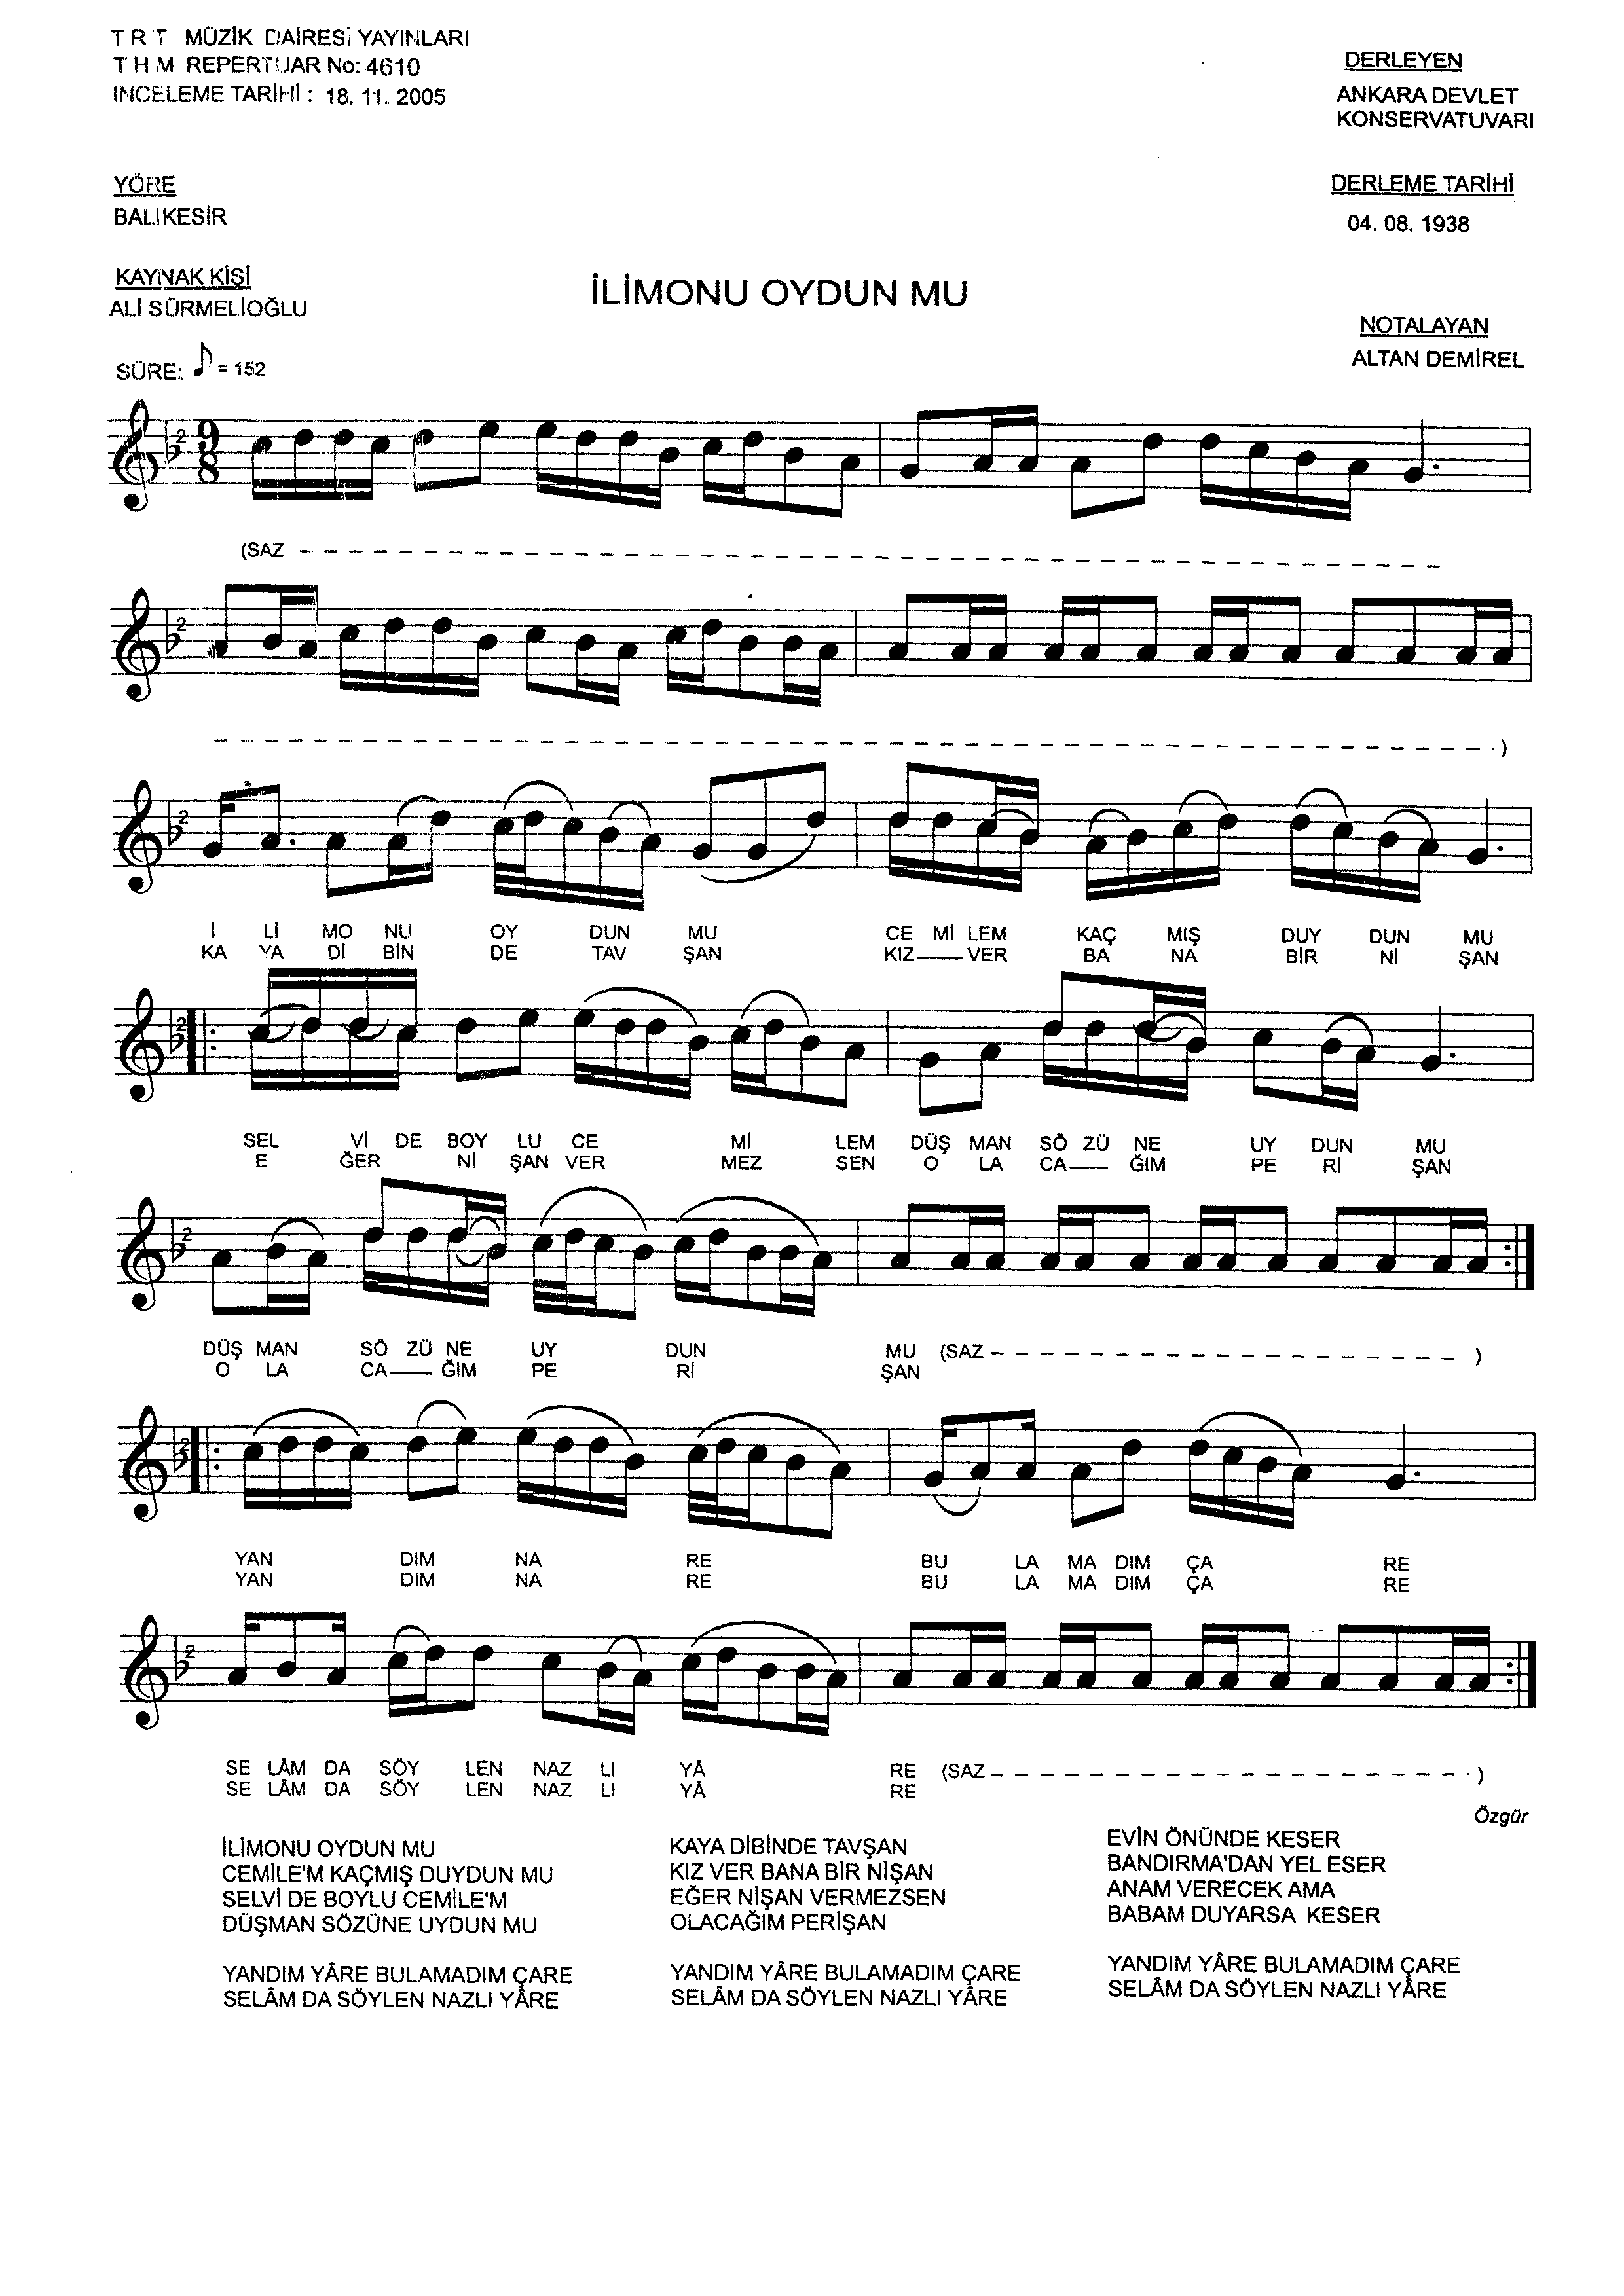 TRT MÜZİK DAİRESİ YAYINLARI
THM REPERTUAR No: 4610
İNCELEME TARİHİ : 18. 11. 2005
DERLEYEN
ANKARA DEVLET
KONSERVATUVARI
YÖRE
BALIKESİR
DERLEME TARİHİ
04. 08. 1938
KAYNAK KİŞİ
ALİ SÜRMELİOĞLU
İLİMONU OYDUN MU
NOTALAYAN
ALTAN DEMİREL
SÜRE: ♪ = 152
(SAZ – – – – – – – –
– – – – – – – – )
İ Lİ MO NU OY DUN MU CE Mİ LEM KAÇ MIŞ DUY DUN MU
KA YA Dİ BİN DE TAV ŞAN KIZ VER BA NA BİR Nİ ŞAN
SEL Vİ DE BOY LU CE Mİ LEM DÜŞ MAN SÖ ZÜ NE UY DUN MU
E ĞER Nİ ŞAN VER MEZ SEN O LA CA ĞIM PE Rİ ŞAN
DÜŞ MAN SÖ ZÜ NE UY DUN MU (SAZ – – – – – – – – )
O LA CA ĞIM PE Rİ ŞAN
YAN DIM NA RE BU LA MA DIM ÇA RE
YAN DIM NA RE BU LA MA DIM ÇA RE
SE LÂM DA SÖY LEN NAZ LI YÂ RE (SAZ – – – – – – – – )
SE LÂM DA SÖY LEN NAZ LI YÂ RE
Özgür
İLİMONU OYDUN MU
CEMİLE'M KAÇMIŞ DUYDUN MU
SELVİ DE BOYLU CEMİLE'M
DÜŞMAN SÖZÜNE UYDUN MU
YANDIM YÂRE BULAMADIM ÇARE
SELÂM DA SÖYLEN NAZLI YÂRE
KAYA DİBİNDE TAVŞAN
KIZ VER BANA BİR NİŞAN
EĞER NİŞAN VERMEZSEN
OLACAĞIM PERİŞAN
YANDIM YÂRE BULAMADIM ÇARE
SELÂM DA SÖYLEN NAZLI YÂRE
EVİN ÖNÜNDE KESER
BANDIRMA'DAN YEL ESER
ANAM VERECEK AMA
BABAM DUYARSA KESER
YANDIM YÂRE BULAMADIM ÇARE
SELÂM DA SÖYLEN NAZLI YÂRE